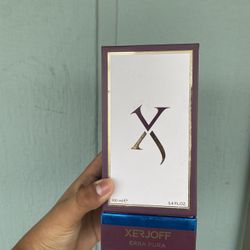 X
100 ml ℮
3.4 FL.OZ.
XERJOFF
ERBA PURA